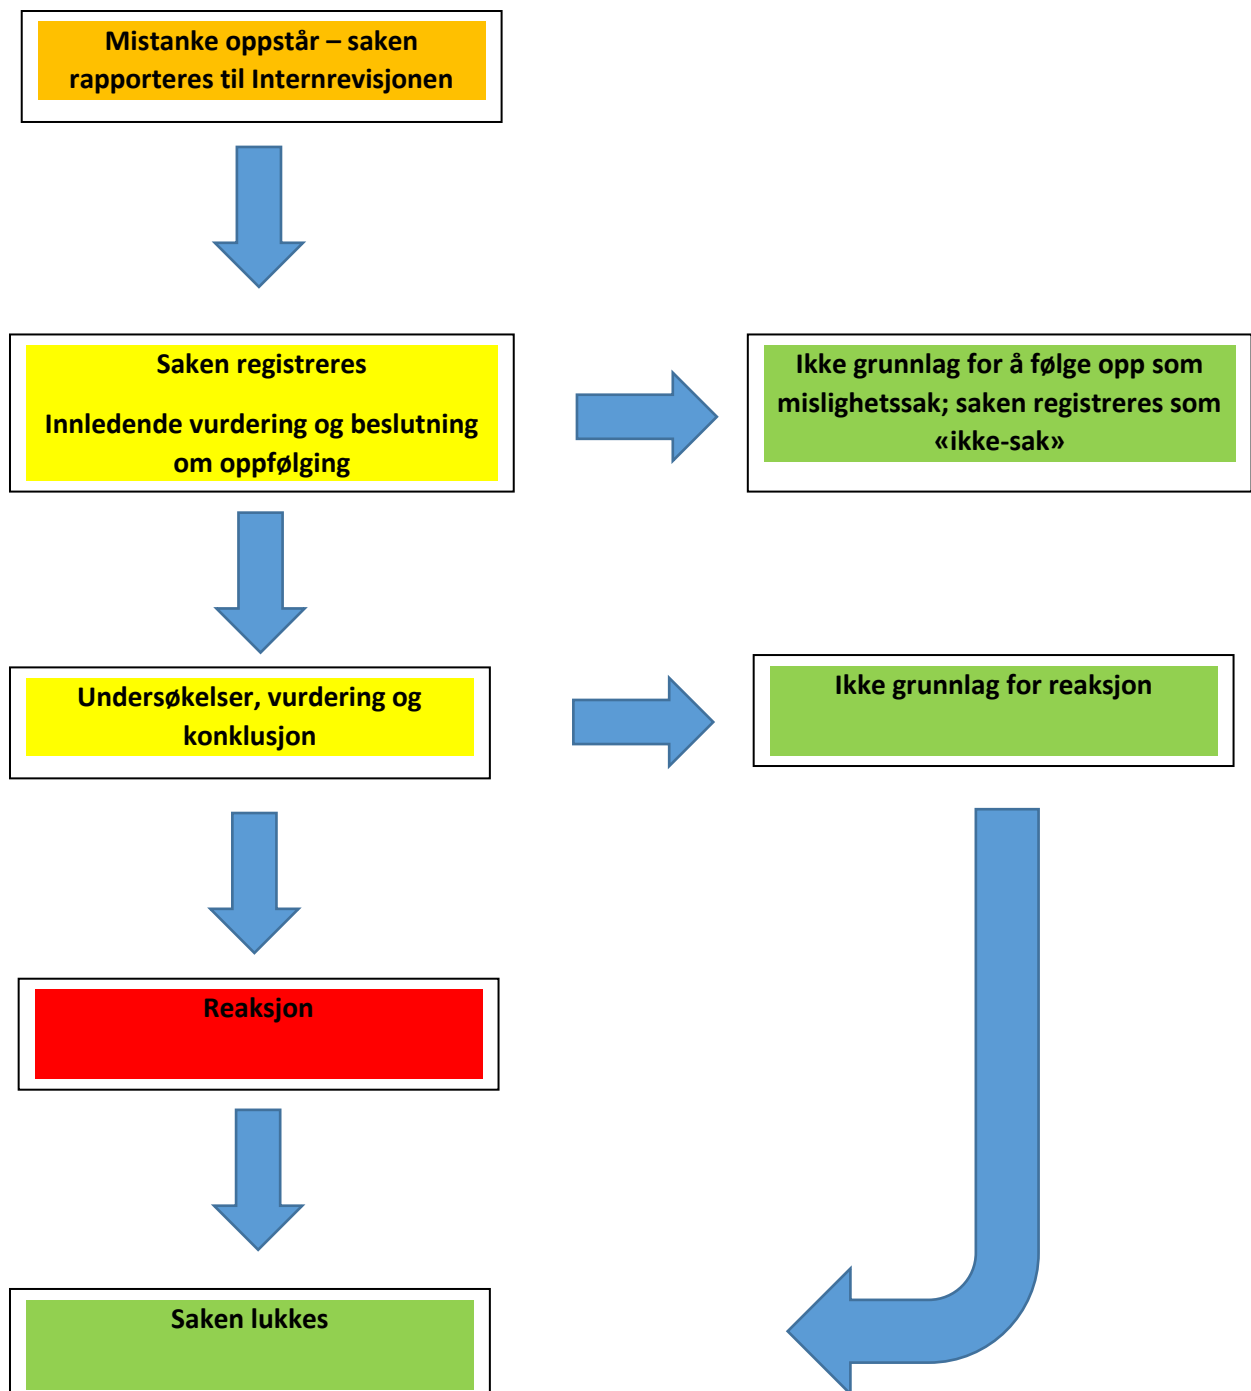 Mistanke oppstår – saken
rapporteres til Internrevisjonen
Saken registreres
Innledende vurdering og beslutning
om oppfølging
Ikke grunnlag for å følge opp som
mislighetssak; saken registreres som
«ikke-sak»
Undersøkelser, vurdering og
konklusjon
Ikke grunnlag for reaksjon
Reaksjon
Saken lukkes